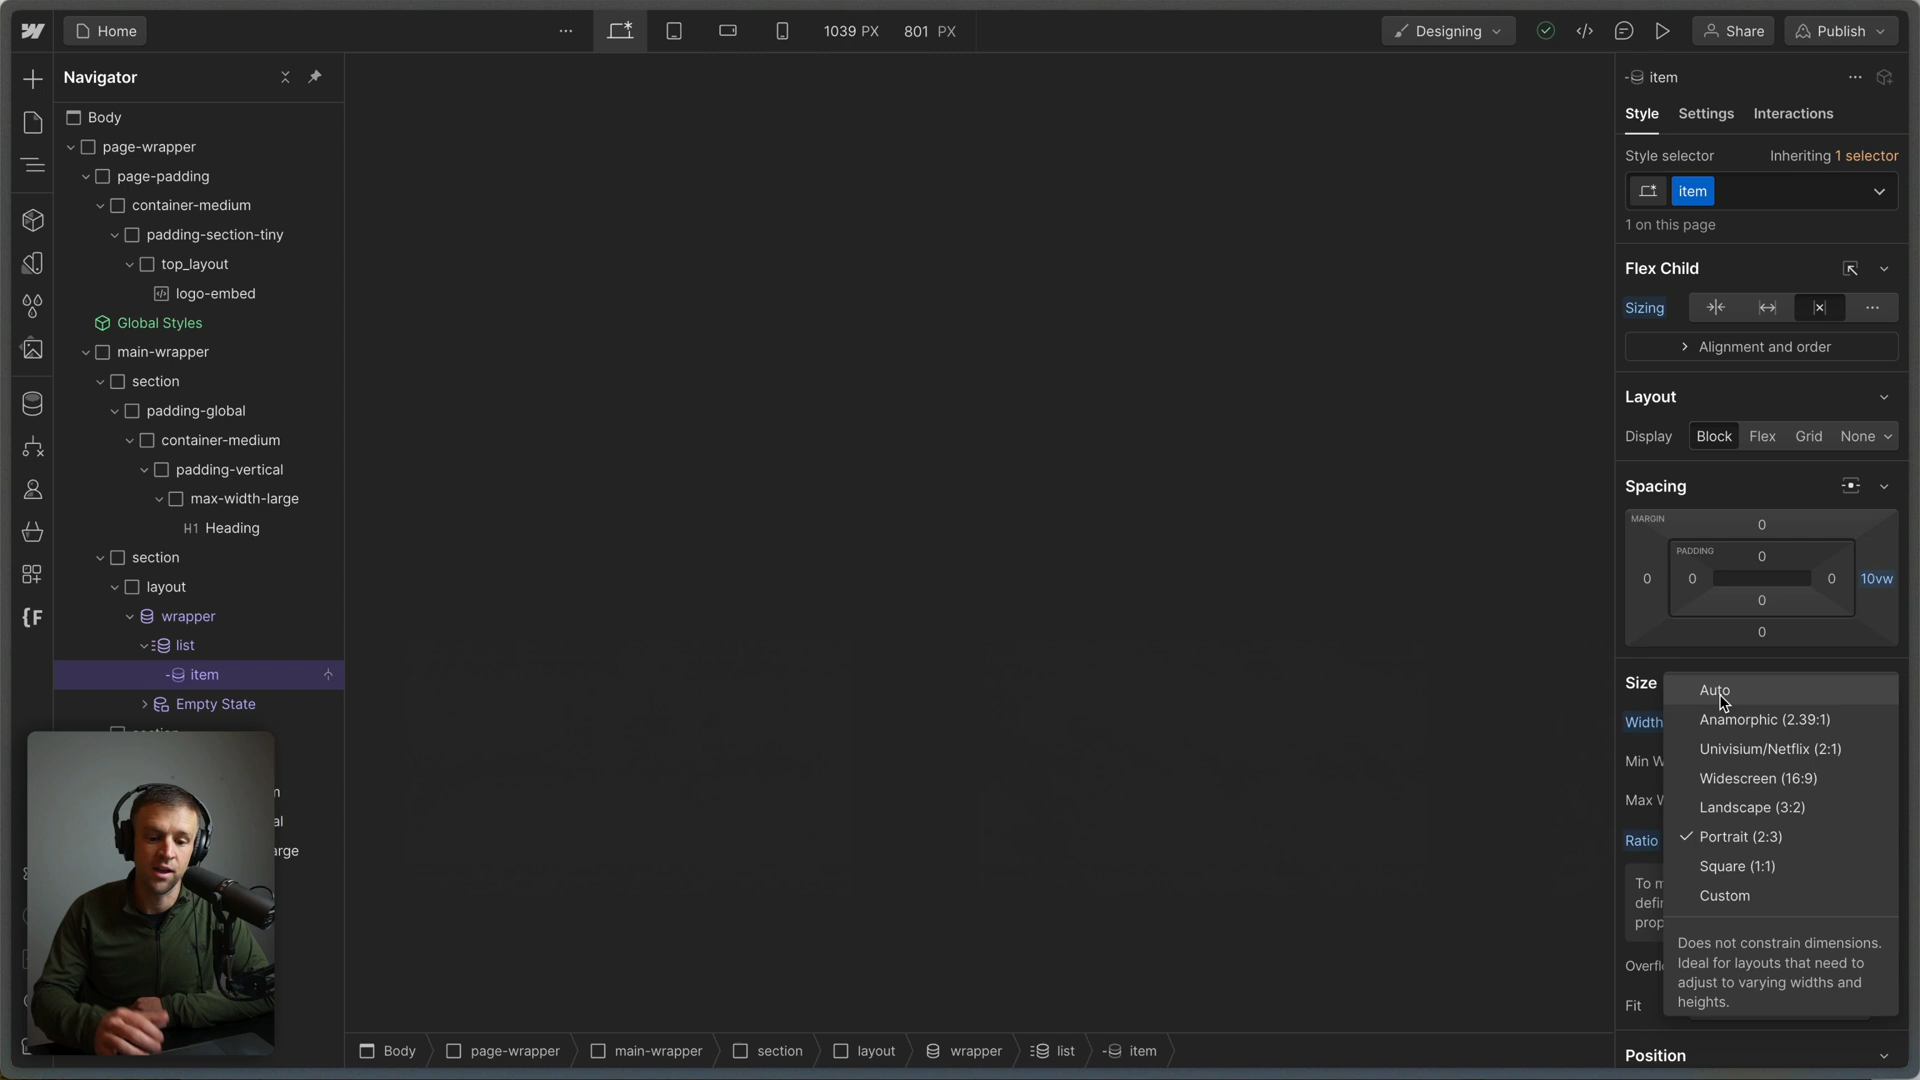 Home
1039 PX 801 PX
Designing
Share
Publish
Navigator
Body
page-wrapper
page-padding
container-medium
padding-section-tiny
top_layout
logo-embed
Global Styles
main-wrapper
section
padding-global
container-medium
padding-vertical
max-width-large
H1 Heading
section
layout
wrapper
list
item
Empty State
item
Style Settings Interactions
Style selector Inheriting 1 selector
item
1 on this page
Flex Child
Sizing
Alignment and order
Layout
Display Block Flex Grid None
Spacing
MARGIN
0
PADDING
0
0 0 0 10vw
0
0
Size
Width
Min W
Max W
Ratio
To m
defin
prop
Overfl
Fit
Auto
Anamorphic (2.39:1)
Univisium/Netflix (2:1)
Widescreen (16:9)
Landscape (3:2)
Portrait (2:3)
Square (1:1)
Custom
Does not constrain dimensions.
Ideal for layouts that need to
adjust to varying widths and
heights.
Position
Body page-wrapper main-wrapper section layout wrapper list item